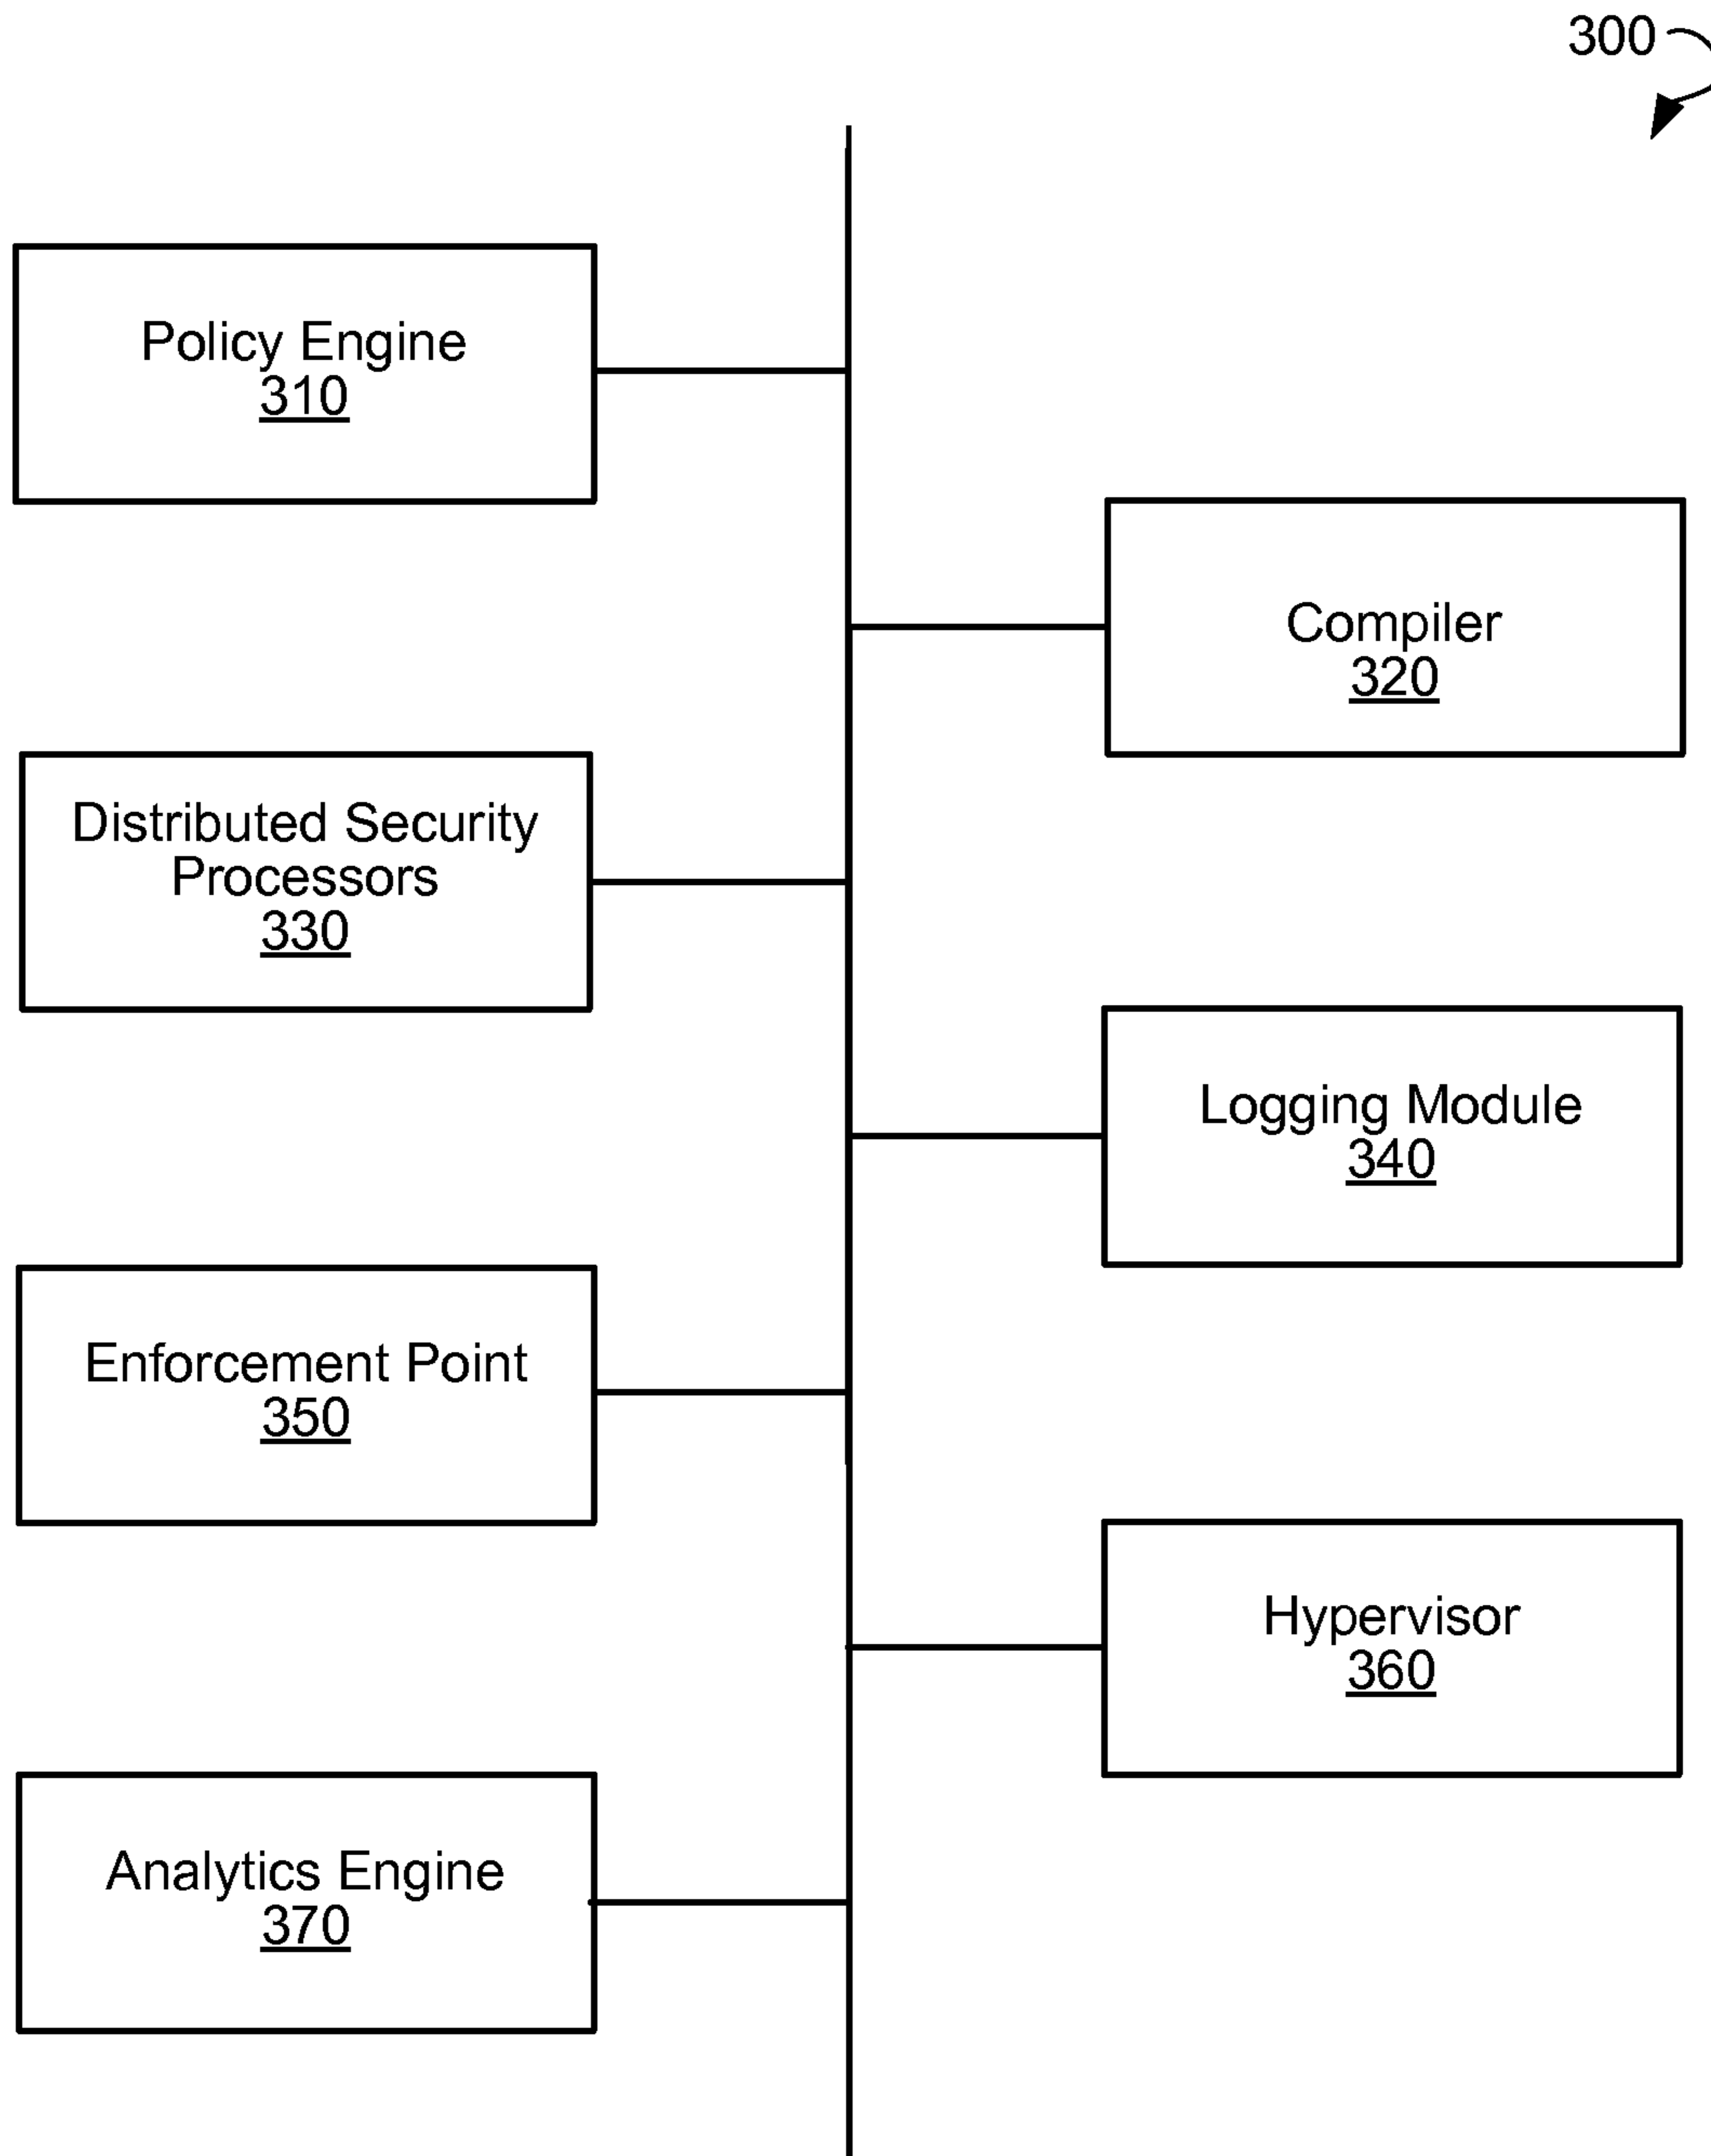 300
Policy Engine
310
Compiler
320
Distributed Security
Processors
330
Logging Module
340
Enforcement Point
350
Hypervisor
360
Analytics Engine
370